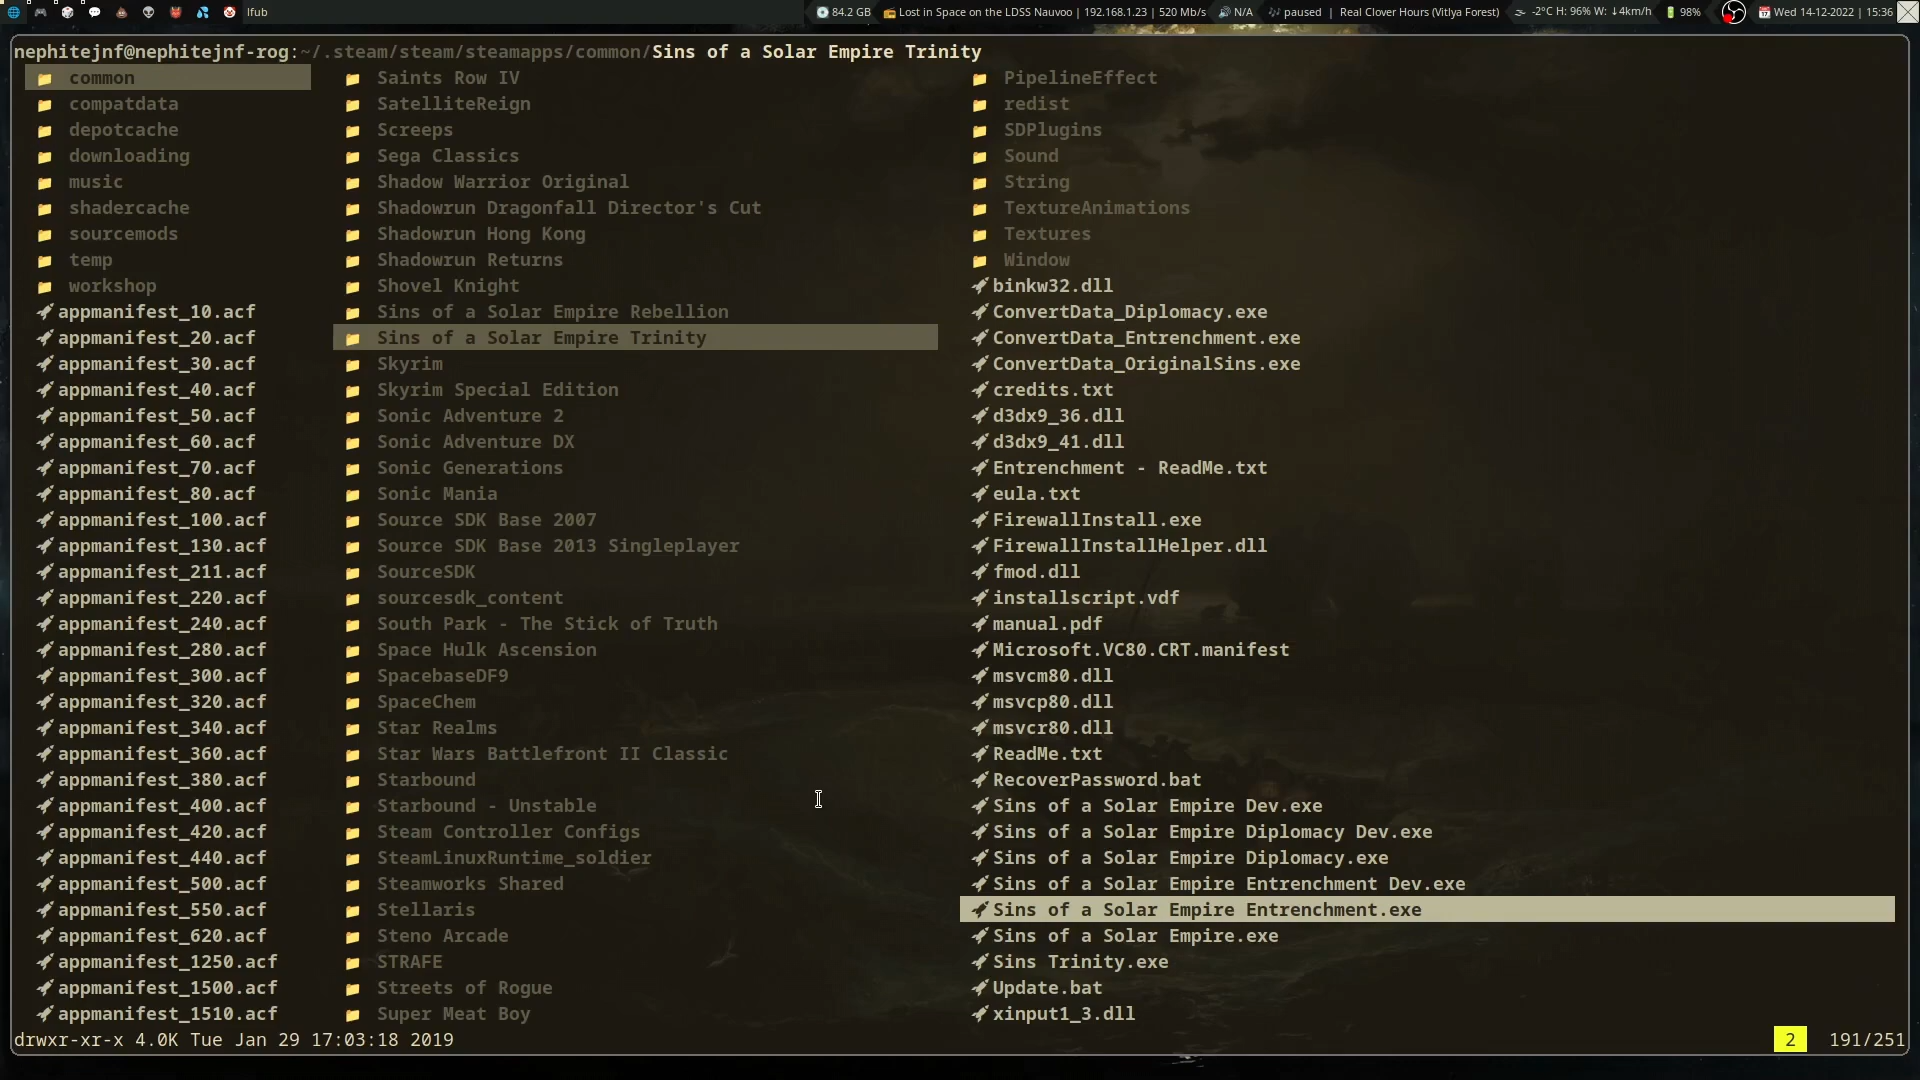 lfub
84.2 GB
Lost in Space on the LDSS Nauvoo | 192.168.1.23 | 520 Mb/s
N/A
paused | Real Clover Hours (Vitlya Forest)
-2°C H: 96% W: ↓4km/h
98%
Wed 14-12-2022 | 15:36
nephitejnf@nephitejnf-rog:~/.steam/steam/steamapps/common/Sins of a Solar Empire Trinity
common
compatdata
depotcache
downloading
music
shadercache
sourcemods
temp
workshop
appmanifest_10.acf
appmanifest_20.acf
appmanifest_30.acf
appmanifest_40.acf
appmanifest_50.acf
appmanifest_60.acf
appmanifest_70.acf
appmanifest_80.acf
appmanifest_100.acf
appmanifest_130.acf
appmanifest_211.acf
appmanifest_220.acf
appmanifest_240.acf
appmanifest_280.acf
appmanifest_300.acf
appmanifest_320.acf
appmanifest_340.acf
appmanifest_360.acf
appmanifest_380.acf
appmanifest_400.acf
appmanifest_420.acf
appmanifest_440.acf
appmanifest_500.acf
appmanifest_550.acf
appmanifest_620.acf
appmanifest_1250.acf
appmanifest_1500.acf
appmanifest_1510.acf
Saints Row IV
SatelliteReign
Screeps
Sega Classics
Shadow Warrior Original
Shadowrun Dragonfall Director's Cut
Shadowrun Hong Kong
Shadowrun Returns
Shovel Knight
Sins of a Solar Empire Rebellion
Sins of a Solar Empire Trinity
Skyrim
Skyrim Special Edition
Sonic Adventure 2
Sonic Adventure DX
Sonic Generations
Sonic Mania
Source SDK Base 2007
Source SDK Base 2013 Singleplayer
SourceSDK
sourcesdk_content
South Park - The Stick of Truth
Space Hulk Ascension
SpacebaseDF9
SpaceChem
Star Realms
Star Wars Battlefront II Classic
Starbound
Starbound - Unstable
Steam Controller Configs
SteamLinuxRuntime_soldier
Steamworks Shared
Stellaris
Steno Arcade
STRAFE
Streets of Rogue
Super Meat Boy
PipelineEffect
redist
SDPlugins
Sound
String
TextureAnimations
Textures
Window
binkw32.dll
ConvertData_Diplomacy.exe
ConvertData_Entrenchment.exe
ConvertData_OriginalSins.exe
credits.txt
d3dx9_36.dll
d3dx9_41.dll
Entrenchment - ReadMe.txt
eula.txt
FirewallInstall.exe
FirewallInstallHelper.dll
fmod.dll
installscript.vdf
manual.pdf
Microsoft.VC80.CRT.manifest
msvcm80.dll
msvcp80.dll
msvcr80.dll
ReadMe.txt
RecoverPassword.bat
Sins of a Solar Empire Dev.exe
Sins of a Solar Empire Diplomacy Dev.exe
Sins of a Solar Empire Diplomacy.exe
Sins of a Solar Empire Entrenchment Dev.exe
Sins of a Solar Empire Entrenchment.exe
Sins of a Solar Empire.exe
Sins Trinity.exe
Update.bat
xinput1_3.dll
drwxr-xr-x 4.0K Tue Jan 29 17:03:18 2019
2 191/251